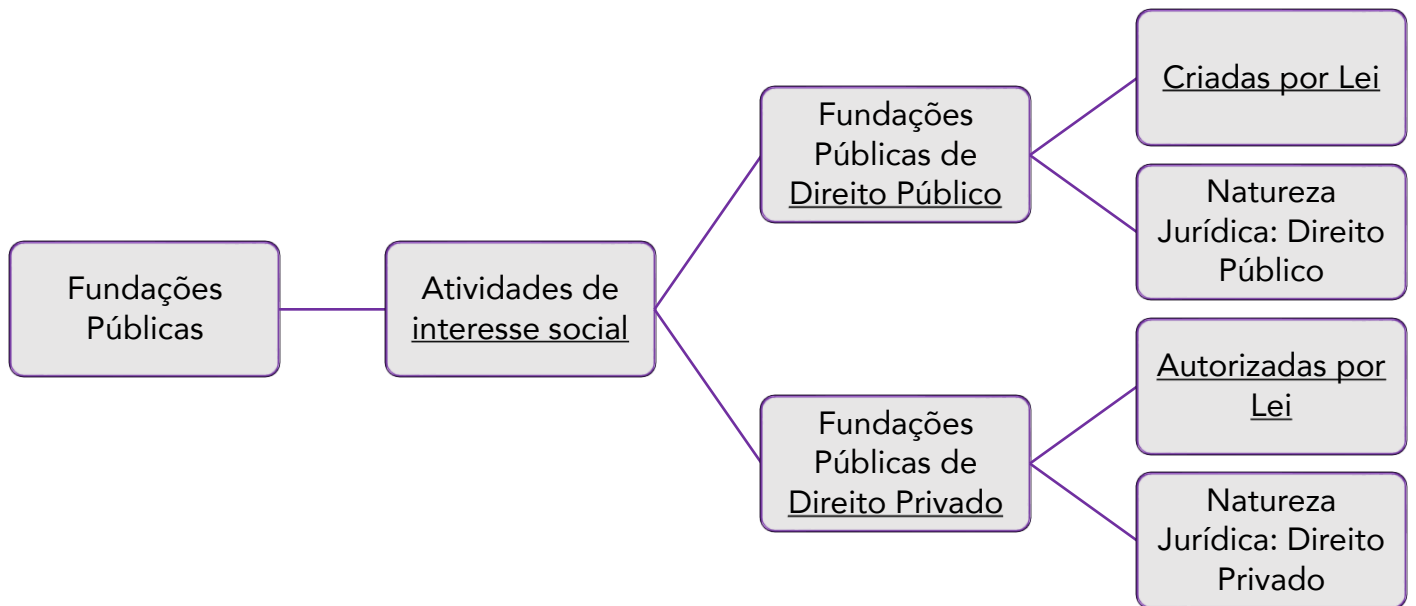 Fundações
Públicas
Atividades de
interesse social
Fundações
Públicas de
Direito Público
Criadas por Lei
Natureza
Jurídica: Direito
Público
Fundações
Públicas de
Direito Privado
Autorizadas por
Lei
Natureza
Jurídica: Direito
Privado